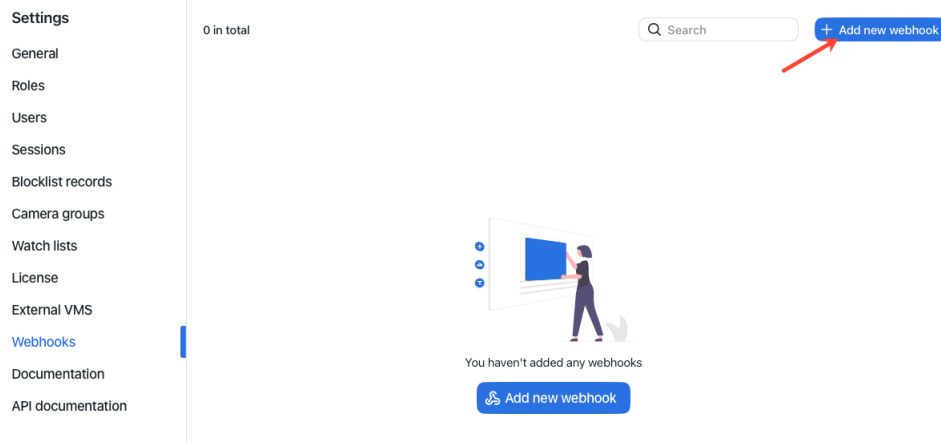 Settings
General
Roles
Users
Sessions
Blocklist records
Camera groups
Watch lists
License
External VMS
Webhooks
Documentation
API documentation
0 in total
Search
Add new webhook
You haven't added any webhooks
Add new webhook